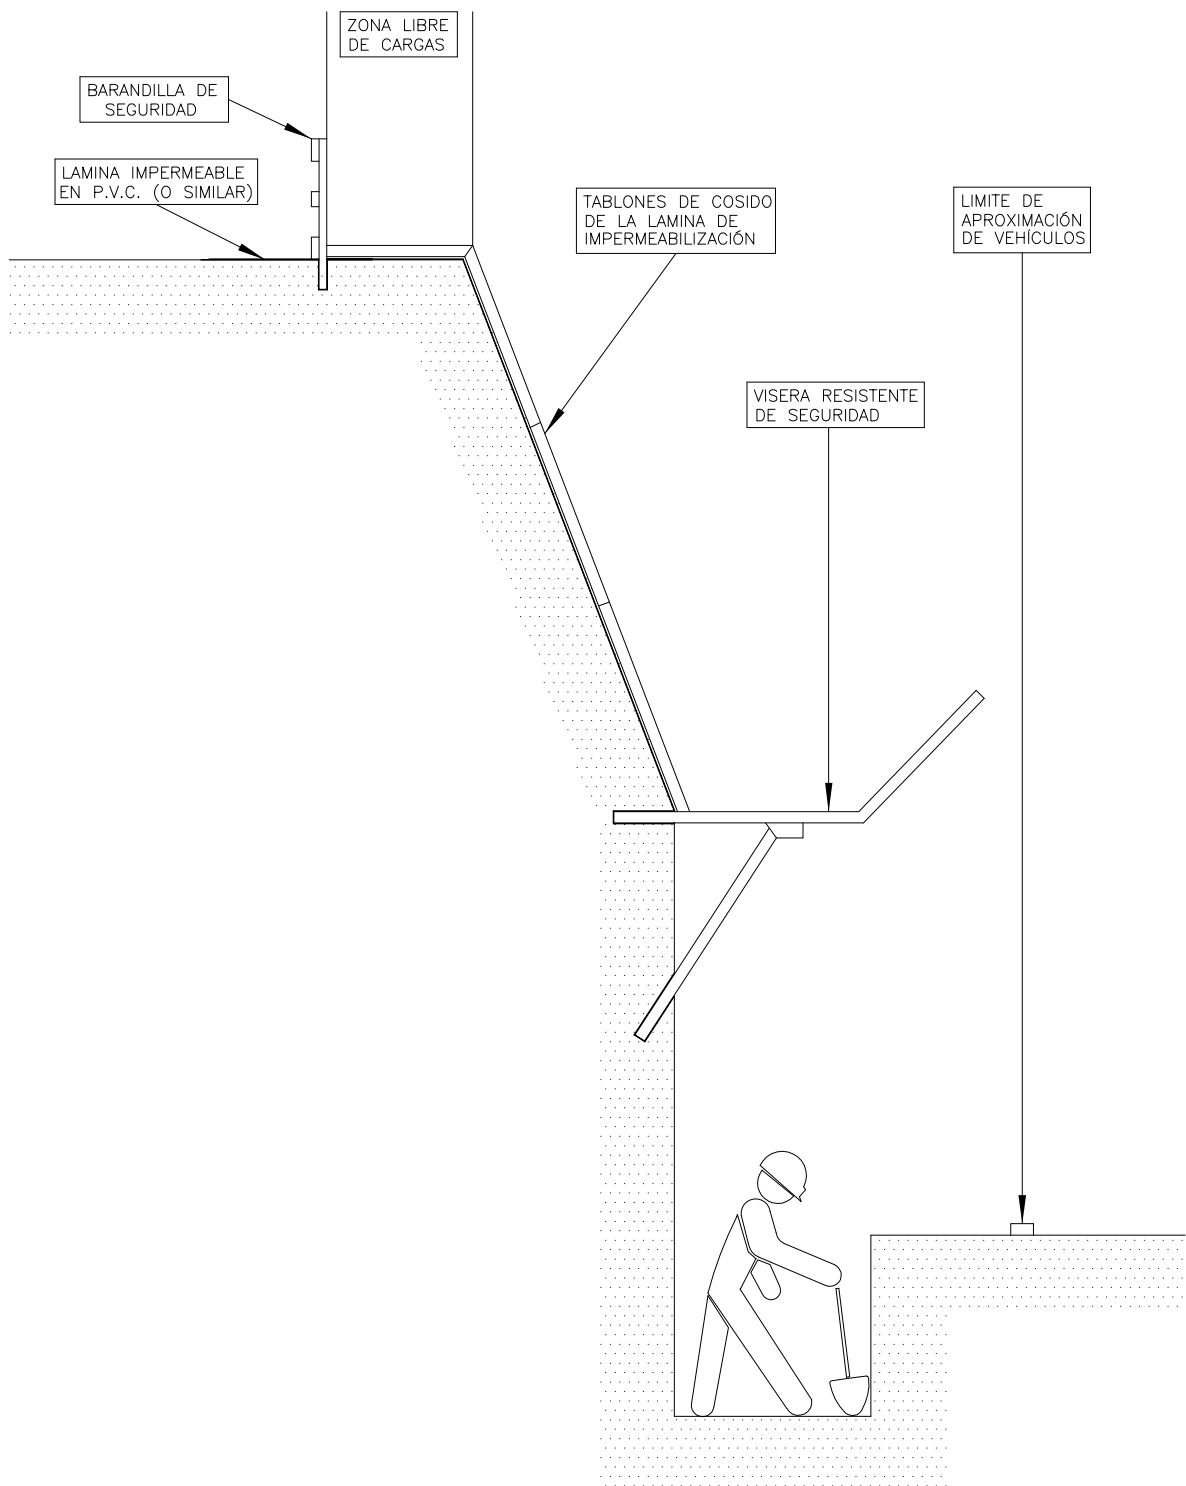 ZONA LIBRE
DE CARGAS
BARANDILLA DE
SEGURIDAD
LAMINA IMPERMEABLE
EN P.V.C. (O SIMILAR)
TABLONES DE COSIDO
DE LA LAMINA DE
IMPERMEABILIZACIÓN
LIMITE DE
APROXIMACIÓN
DE VEHÍCULOS
VISERA RESISTENTE
DE SEGURIDAD